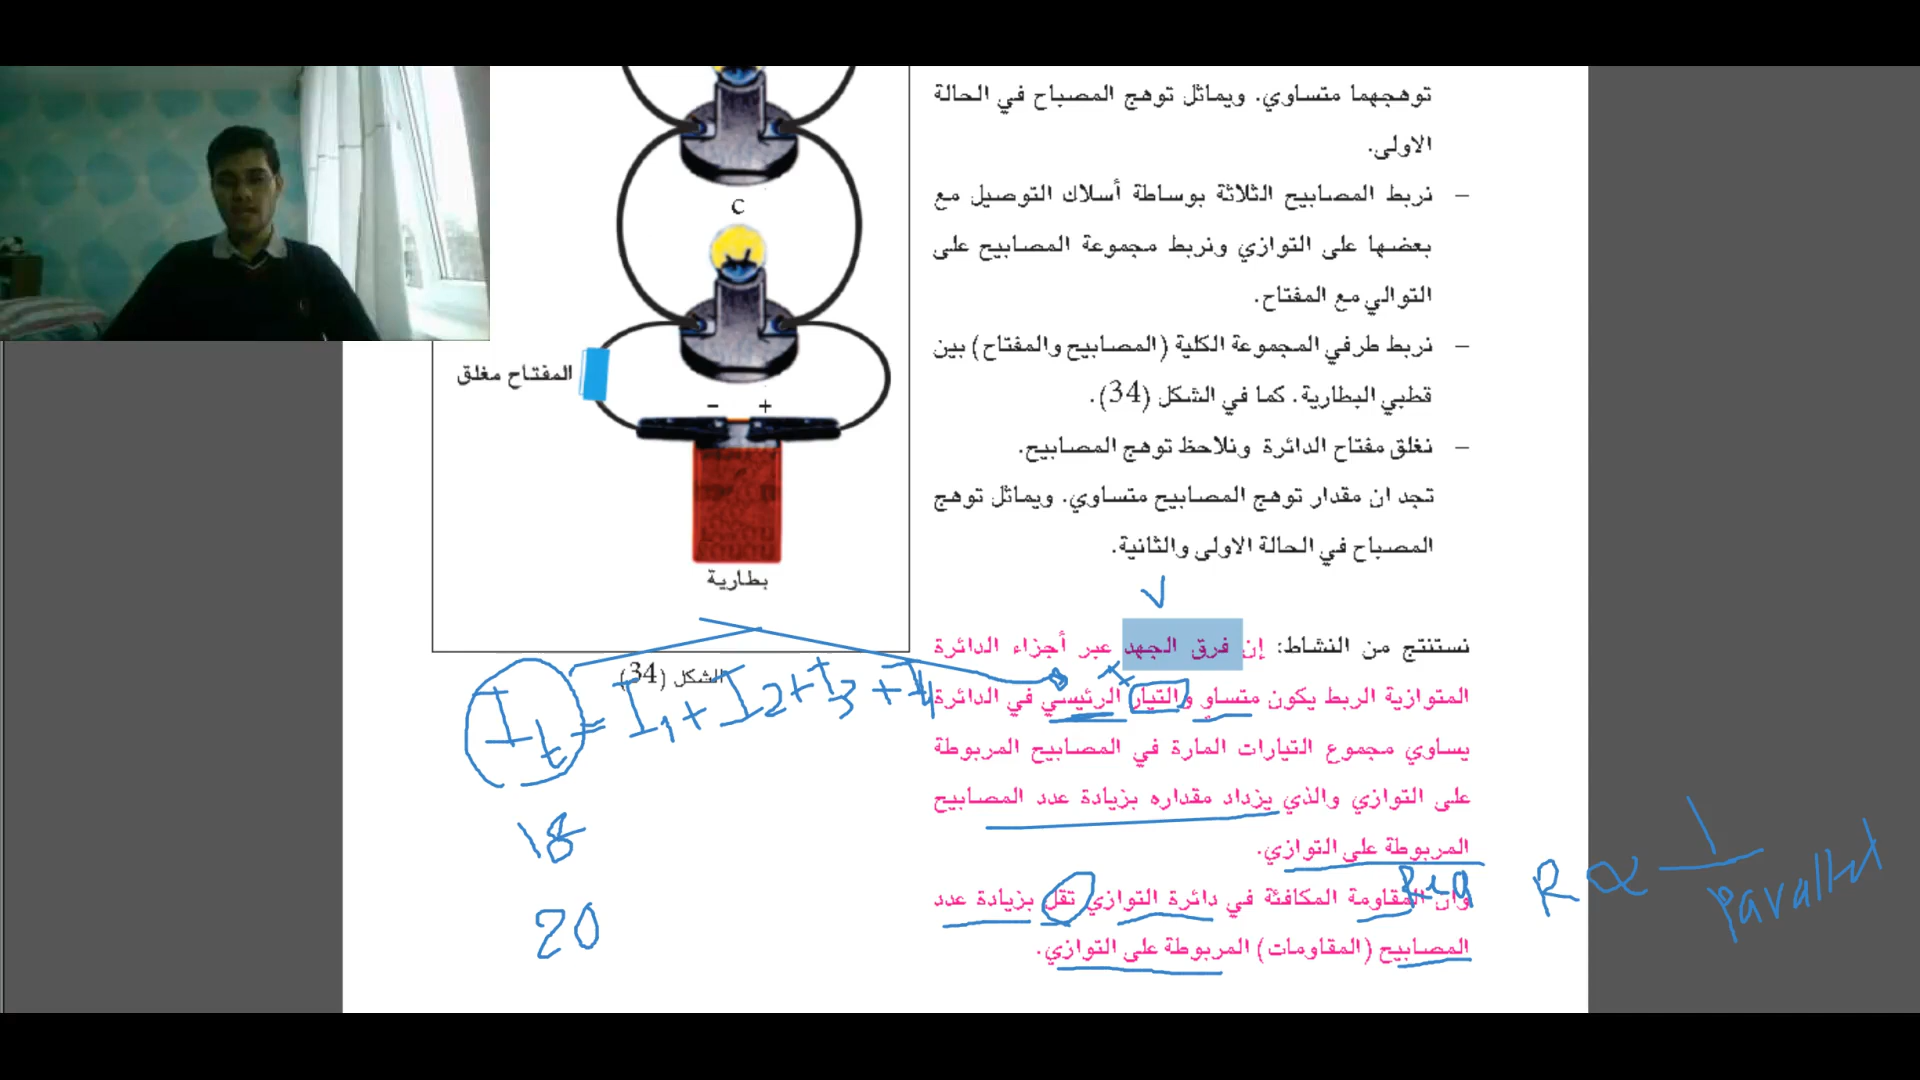 توهجهما متساوي. ويماثل توهج المصباح في الحالة
الاولى.
– نربط المصابيح الثلاثة بوساطة أسلاك التوصيل مع
بعضها على التوازي ونربط مجموعة المصابيح على
التوالي مع المفتاح.
– نربط طرفي المجموعة الكلية (المصابيح والمفتاح) بين
قطبي البطارية. كما في الشكل (34).
– نغلق مفتاح الدائرة ونلاحظ توهج المصابيح.
تجد ان مقدار توهج المصابيح متساوي. ويماثل توهج
المصباح في الحالة الاولى والثانية.
V
نستنتج من النشاط: إن فرق الجهد عبر أجزاء الدائرة
المتوازية الربط يكون متساو والتيار الرئيسي في الدائرة
يساوي مجموع التيارات المارة في المصابيح المربوطة
على التوازي والذي يزداد مقداره بزيادة عدد المصابيح
المربوطة على التوازي.
وان المقاومة المكافئة في دائرة التوازي تقل بزيادة عدد
المصابيح (المقاومات) المربوطة على التوازي.
Req
R ∝ 1
parallel
C
المفتاح مغلق
– +
بطارية
الشكل (34)
It = I1 + I2 + I3 + I4
18
20